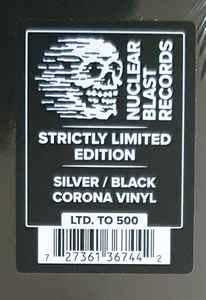 NUCLEAR
BLAST
RECORDS
STRICTLY LIMITED
EDITION
SILVER / BLACK
CORONA VINYL
LTD. TO 500
7 27361 36744 2